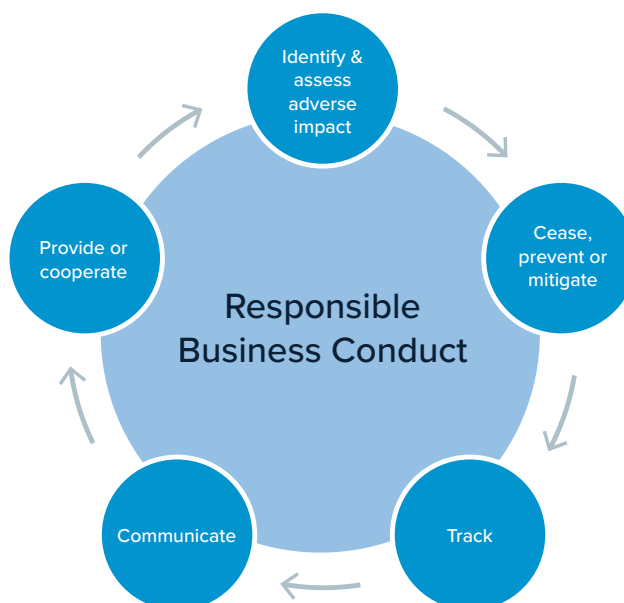 Identify &
assess
adverse
impact
Cease,
prevent or
mitigate
Provide or
cooperate
Responsible
Business Conduct
Track
Communicate